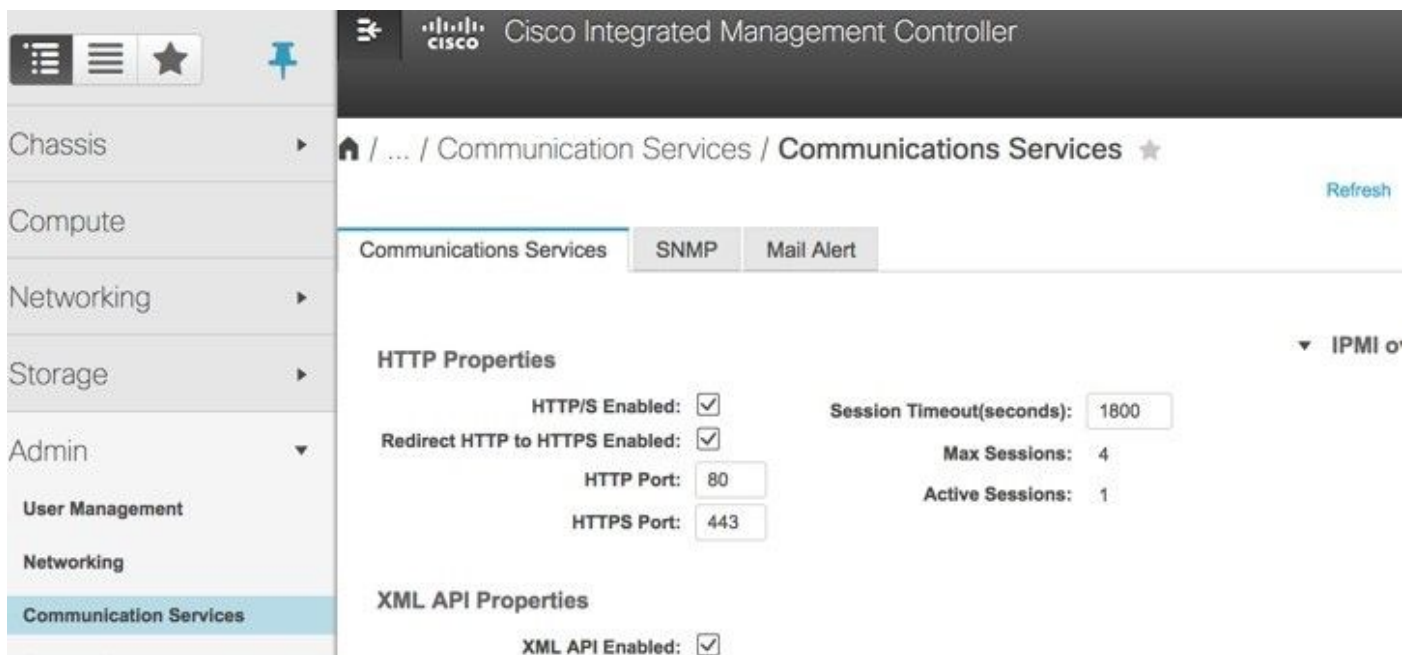 CISCO Cisco Integrated Management Controller
Chassis
Compute
Networking
Storage
Admin
User Management
Networking
Communication Services
/ ... / Communication Services / Communications Services
Refresh
Communications Services SNMP Mail Alert
HTTP Properties
HTTP/S Enabled:
Redirect HTTP to HTTPS Enabled:
HTTP Port: 80
HTTPS Port: 443
Session Timeout(seconds): 1800
Max Sessions: 4
Active Sessions: 1
IPMI
XML API Properties
XML API Enabled: